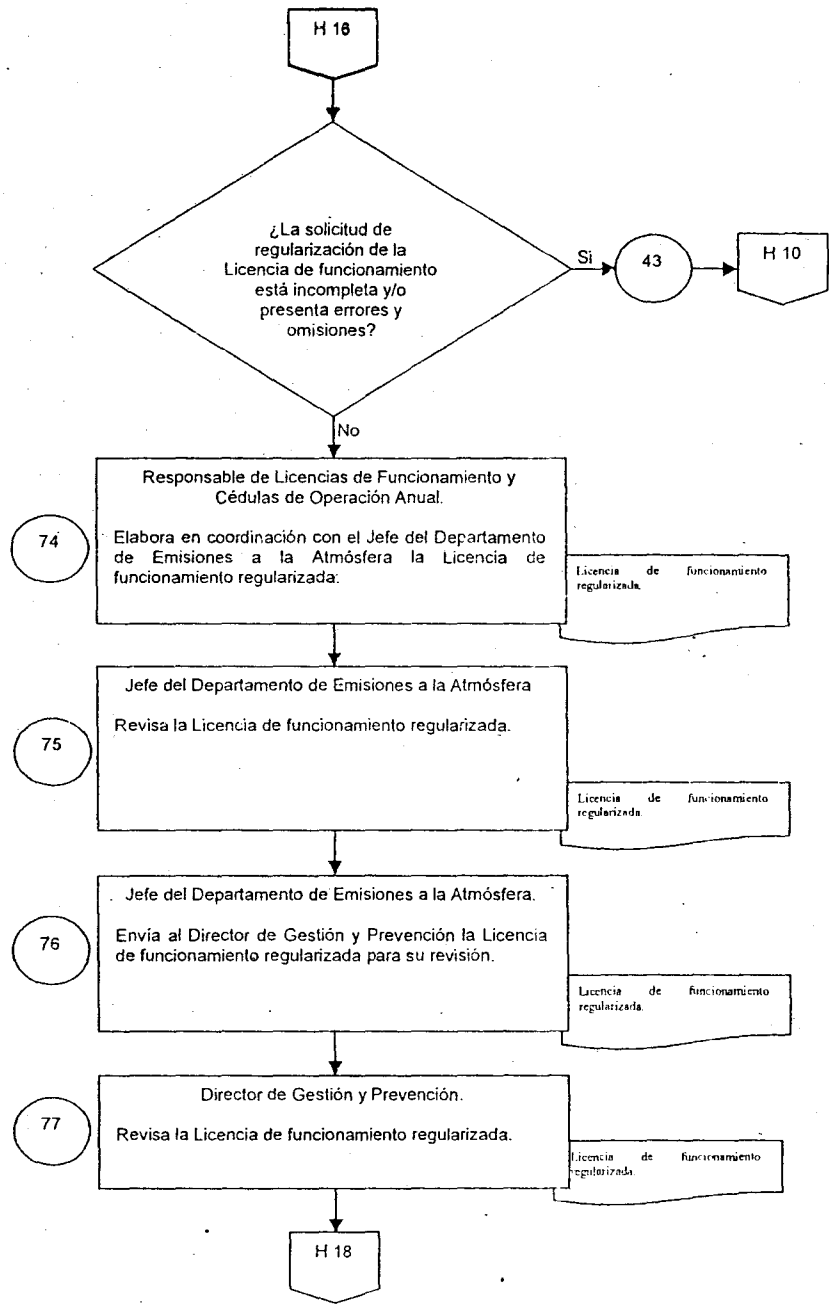 H 16
¿La solicitud de
regularización de la
Licencia de funcionamiento
está incompleta y/o
presenta errores y
omisiones?
Si
43
H 10
No
Responsable de Licencias de Funcionamiento y
Cédulas de Operación Anual.
74
Elabora en coordinación con el Jefe del Departamento
de Emisiones a la Atmósfera la Licencia de
funcionamiento regularizada.
Licencia de funcionamiento
regularizada.
Jefe del Departamento de Emisiones a la Atmósfera
75
Revisa la Licencia de funcionamiento regularizada.
Licencia de funcionamiento
regularizada.
Jefe del Departamento de Emisiones a la Atmósfera.
76
Envía al Director de Gestión y Prevención la Licencia
de funcionamiento regularizada para su revisión.
Licencia de funcionamiento
regularizada.
Director de Gestión y Prevención.
77
Revisa la Licencia de funcionamiento regularizada.
Licencia de funcionamiento
regularizada.
H 18